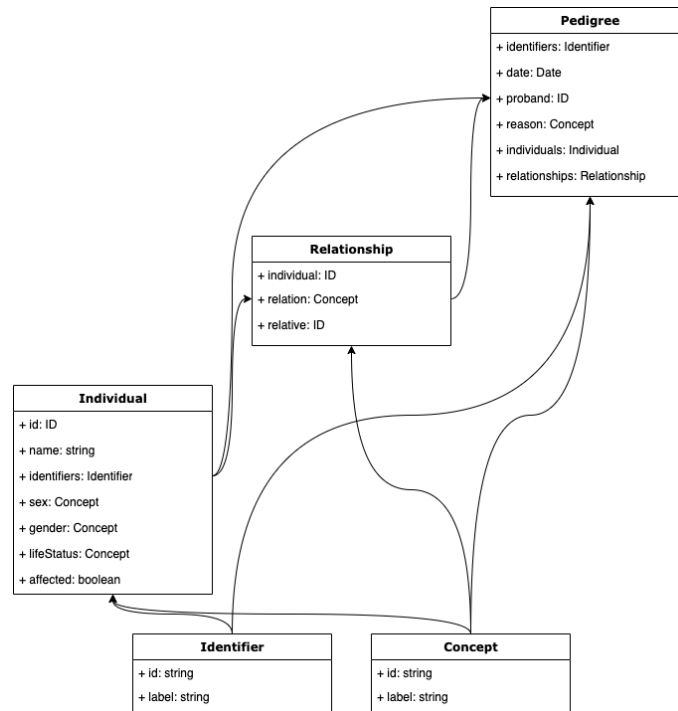 Pedigree
+ identifiers: Identifier
+ date: Date
+ proband: ID
+ reason: Concept
+ individuals: Individual
+ relationships: Relationship
Relationship
+ individual: ID
+ relation: Concept
+ relative: ID
Individual
+ id: ID
+ name: string
+ identifiers: Identifier
+ sex: Concept
+ gender: Concept
+ lifeStatus: Concept
+ affected: boolean
Identifier
+ id: string
+ label: string
Concept
+ id: string
+ label: string